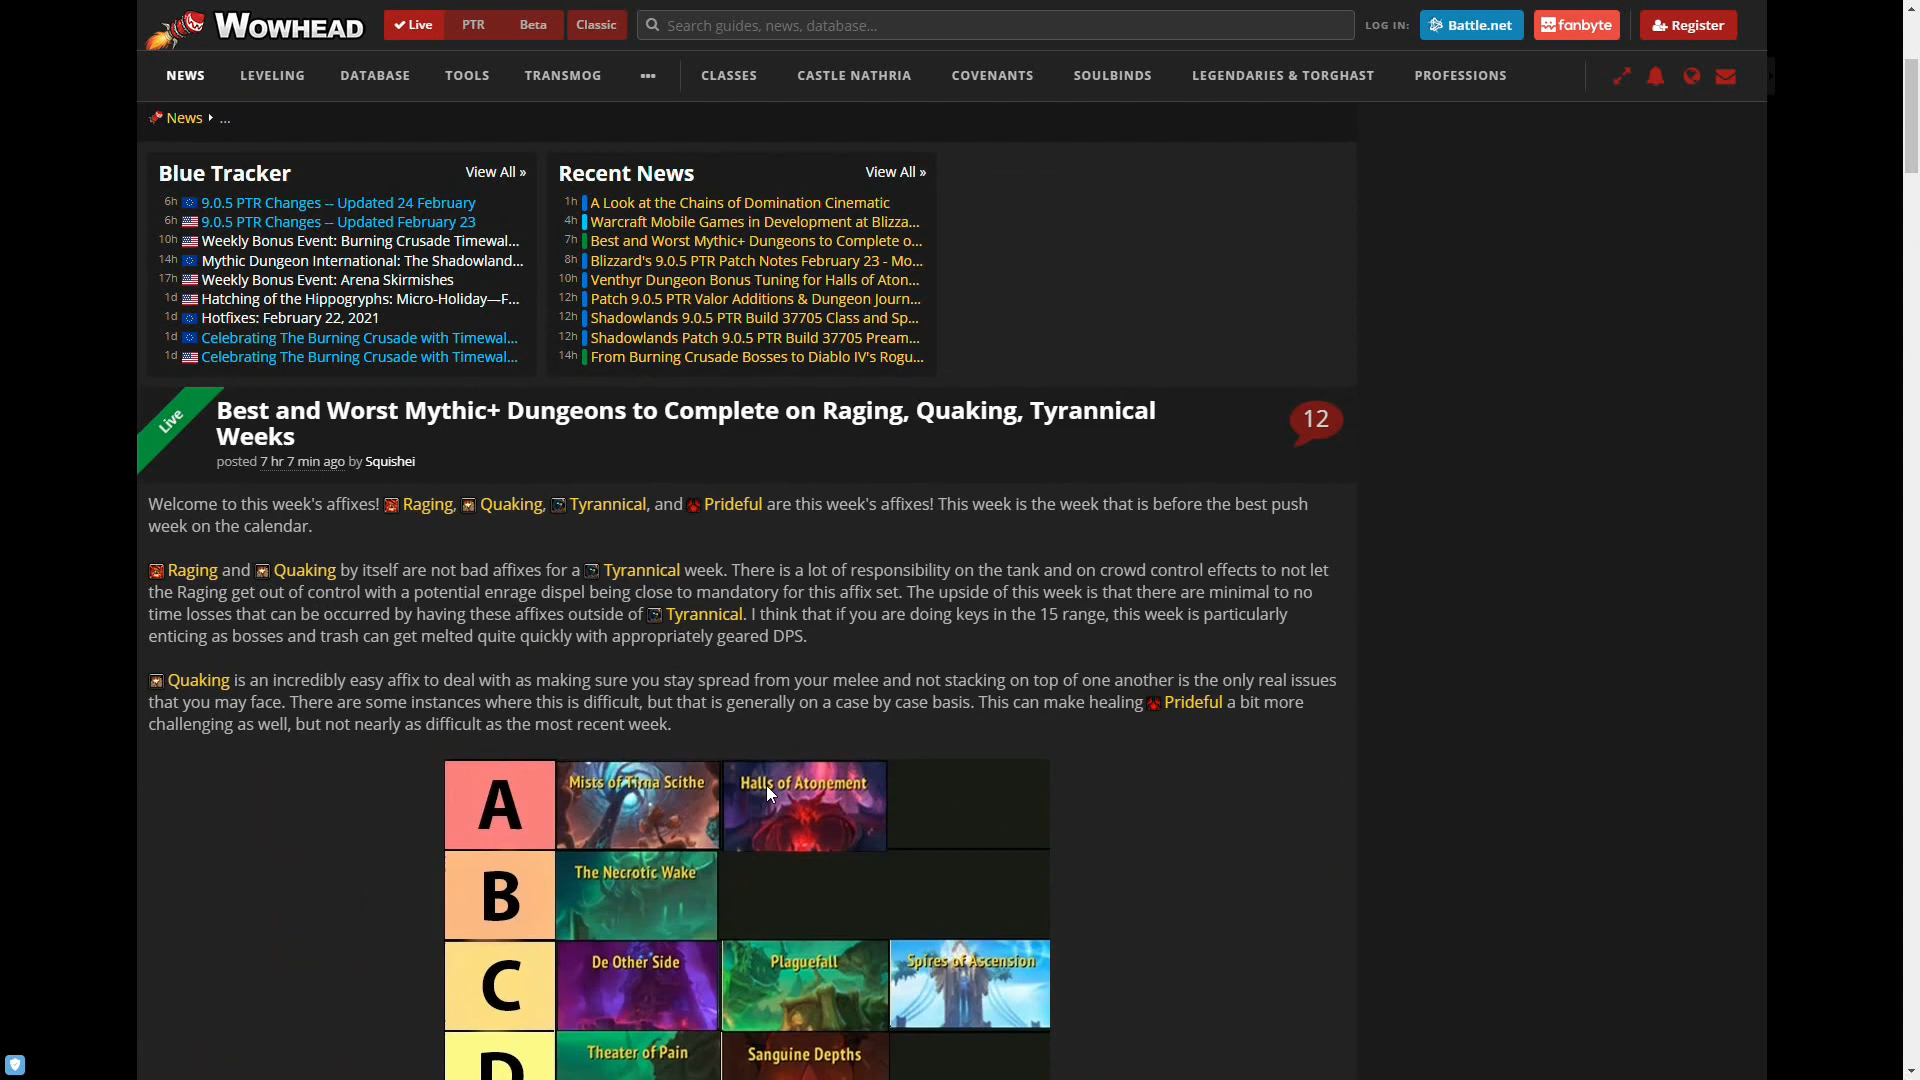 WOWHEAD
Live PTR Beta Classic Search guides, news, database... LOG IN: Battle.net fanbyte Register
NEWS LEVELING DATABASE TOOLS TRANSMOG ••• CLASSES CASTLE NATHRIA COVENANTS SOULBINDS LEGENDARIES & TORGHAST PROFESSIONS
News ...
Blue Tracker View All »
6h 9.0.5 PTR Changes -- Updated 24 February
6h 9.0.5 PTR Changes -- Updated February 23
10h Weekly Bonus Event: Burning Crusade Timewal...
14h Mythic Dungeon International: The Shadowland...
17h Weekly Bonus Event: Arena Skirmishes
1d Hatching of the Hippogryphs: Micro-Holiday—F...
1d Hotfixes: February 22, 2021
1d Celebrating The Burning Crusade with Timewal...
1d Celebrating The Burning Crusade with Timewal...
Recent News View All »
1h A Look at the Chains of Domination Cinematic
4h Warcraft Mobile Games in Development at Blizza...
7h Best and Worst Mythic+ Dungeons to Complete o...
8h Blizzard's 9.0.5 PTR Patch Notes February 23 - Mo...
10h Venthyr Dungeon Bonus Tuning for Halls of Aton...
12h Patch 9.0.5 PTR Valor Additions & Dungeon Journ...
12h Shadowlands 9.0.5 PTR Build 37705 Class and Sp...
12h Shadowlands Patch 9.0.5 PTR Build 37705 Pream...
14h From Burning Crusade Bosses to Diablo IV's Rogu...
Live
Best and Worst Mythic+ Dungeons to Complete on Raging, Quaking, Tyrannical
Weeks
12
posted 7 hr 7 min ago by Squishei
Welcome to this week's affixes! Raging, Quaking, Tyrannical, and Prideful are this week's affixes! This week is the week that is before the best push
week on the calendar.
Raging and Quaking by itself are not bad affixes for a Tyrannical week. There is a lot of responsibility on the tank and on crowd control effects to not let
the Raging get out of control with a potential enrage dispel being close to mandatory for this affix set. The upside of this week is that there are minimal to no
time losses that can be occurred by having these affixes outside of Tyrannical. I think that if you are doing keys in the 15 range, this week is particularly
enticing as bosses and trash can get melted quite quickly with appropriately geared DPS.
Quaking is an incredibly easy affix to deal with as making sure you stay spread from your melee and not stacking on top of one another is the only real issues
that you may face. There are some instances where this is difficult, but that is generally on a case by case basis. This can make healing Prideful a bit more
challenging as well, but not nearly as difficult as the most recent week.
A Mists of Tirna Scithe Halls of Atonement
B The Necrotic Wake
C De Other Side Plaguefall Spires of Ascension
D Theater of Pain Sanguine Depths